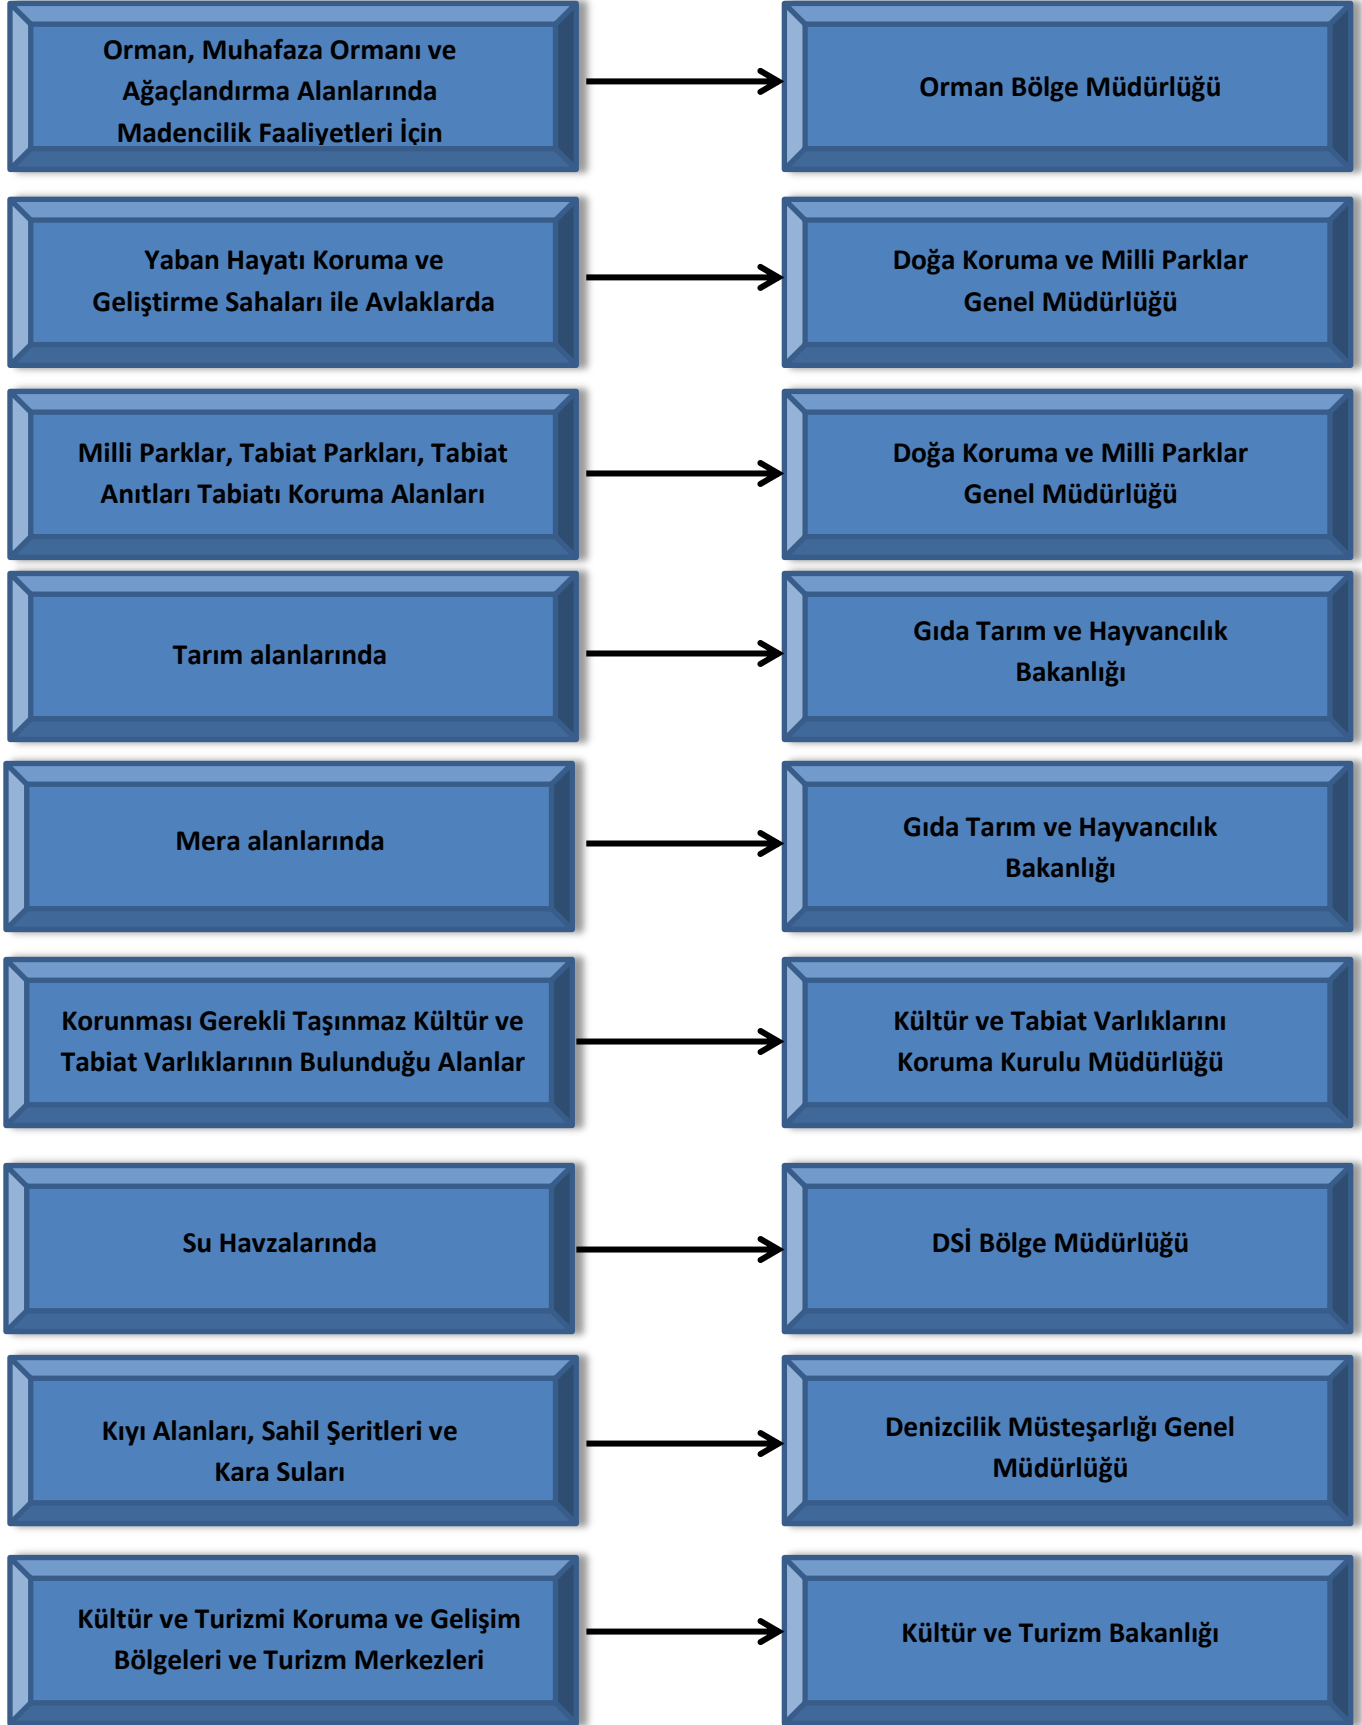 Orman, Muhafaza Ormanı ve
Ağaçlandırma Alanlarında
Madencilik Faaliyetleri İçin
Orman Bölge Müdürlüğü
Yaban Hayatı Koruma ve
Geliştirme Sahaları ile Avlaklarda
Doğa Koruma ve Milli Parklar
Genel Müdürlüğü
Milli Parklar, Tabiat Parkları, Tabiat
Anıtları Tabiatı Koruma Alanları
Doğa Koruma ve Milli Parklar
Genel Müdürlüğü
Tarım alanlarında
Gıda Tarım ve Hayvancılık
Bakanlığı
Mera alanlarında
Gıda Tarım ve Hayvancılık
Bakanlığı
Korunması Gerekli Taşınmaz Kültür ve
Tabiat Varlıklarının Bulunduğu Alanlar
Kültür ve Tabiat Varlıklarını
Koruma Kurulu Müdürlüğü
Su Havzalarında
DSİ Bölge Müdürlüğü
Kıyı Alanları, Sahil Şeritleri ve
Kara Suları
Denizcilik Müsteşarlığı Genel
Müdürlüğü
Kültür ve Turizmi Koruma ve Gelişim
Bölgeleri ve Turizm Merkezleri
Kültür ve Turizm Bakanlığı